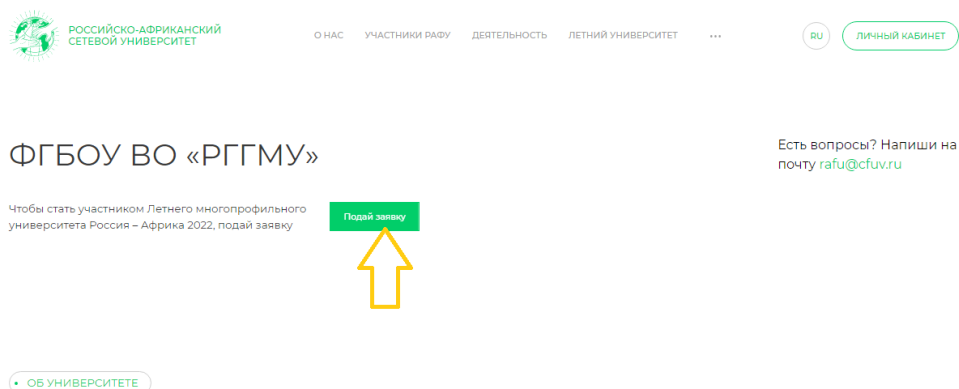 РОССИЙСКО-АФРИКАНСКИЙ
СЕТЕВОЙ УНИВЕРСИТЕТ
О НАС УЧАСТНИКИ РАФУ ДЕЯТЕЛЬНОСТЬ ЛЕТНИЙ УНИВЕРСИТЕТ ...
RU
ЛИЧНЫЙ КАБИНЕТ
ФГБОУ ВО «РГГМУ»
Есть вопросы? Напиши на
почту rafu@cfuv.ru
Чтобы стать участником Летнего многопрофильного
университета Россия – Африка 2022, подай заявку
Подай заявку
• ОБ УНИВЕРСИТЕТЕ